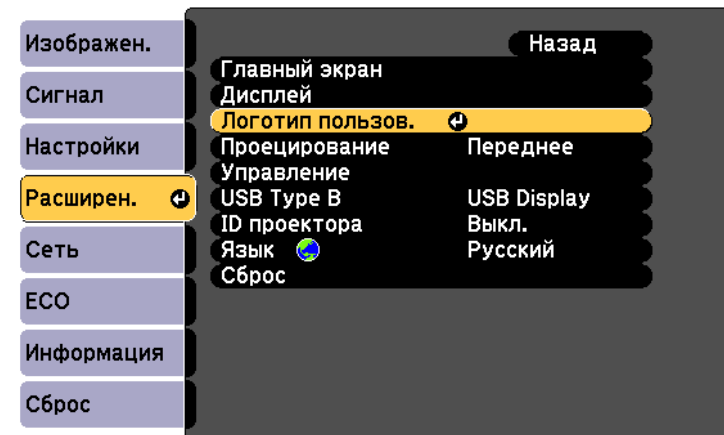 Изображен.
Сигнал
Настройки
Расширен.
Сеть
ECO
Информация
Сброс
Назад
Главный экран
Дисплей
Логотип пользов.
Проецирование Переднее
Управление
USB Type B USB Display
ID проектора Выкл.
Язык Русский
Сброс